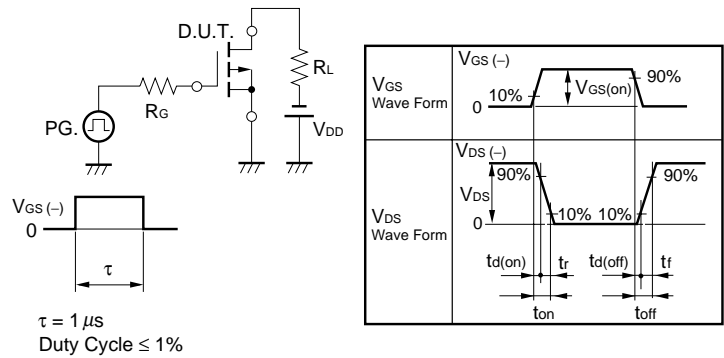 D.U.T.
RL
RG
PG.
VDD
VGS (−)
0
τ
τ = 1 μs
Duty Cycle ≤ 1%
VGS
Wave Form
VGS (−)
10%
0
VGS(on)
90%
VDS
Wave Form
VDS (−)
90%
VDS
0
10% 10%
90%
td(on) tr td(off) tf
ton toff